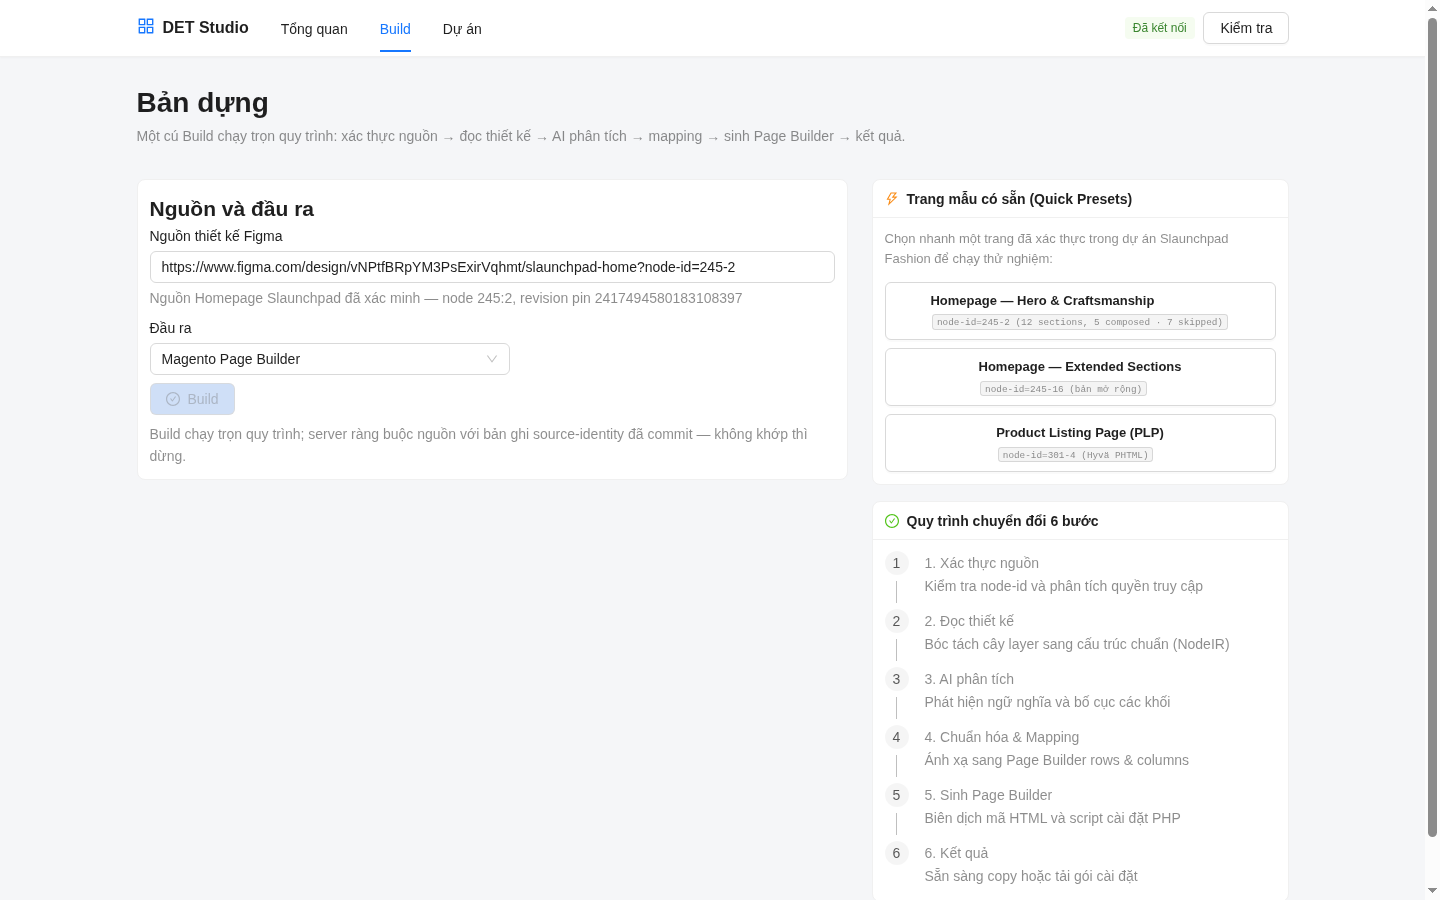 DET Studio
Tổng quan
Build
Dự án
Đã kết nối
Kiểm tra
Bản dựng
Một cú Build chạy trọn quy trình: xác thực nguồn → đọc thiết kế → AI phân tích → mapping → sinh Page Builder → kết quả.
Nguồn và đầu ra
Nguồn thiết kế Figma
https://www.figma.com/design/vNPtfBRpYM3PsExirVqhmt/slaunchpad-home?node-id=245-2
Nguồn Homepage Slaunchpad đã xác minh — node 245:2, revision pin 2417494580183108397
Đầu ra
Magento Page Builder
Build
Build chạy trọn quy trình; server ràng buộc nguồn với bản ghi source-identity đã commit — không khớp thì
dừng.
Trang mẫu có sẵn (Quick Presets)
Chọn nhanh một trang đã xác thực trong dự án Slaunchpad
Fashion để chạy thử nghiệm:
Homepage — Hero & Craftsmanship
node-id=245-2 (12 sections, 5 composed · 7 skipped)
Homepage — Extended Sections
node-id=245-16 (bản mở rộng)
Product Listing Page (PLP)
node-id=301-4 (Hyvä PHTML)
Quy trình chuyển đổi 6 bước
1
1. Xác thực nguồn
Kiểm tra node-id và phân tích quyền truy cập
2
2. Đọc thiết kế
Bóc tách cây layer sang cấu trúc chuẩn (NodeIR)
3
3. AI phân tích
Phát hiện ngữ nghĩa và bố cục các khối
4
4. Chuẩn hóa & Mapping
Ánh xạ sang Page Builder rows & columns
5
5. Sinh Page Builder
Biên dịch mã HTML và script cài đặt PHP
6
6. Kết quả
Sẵn sàng copy hoặc tải gói cài đặt